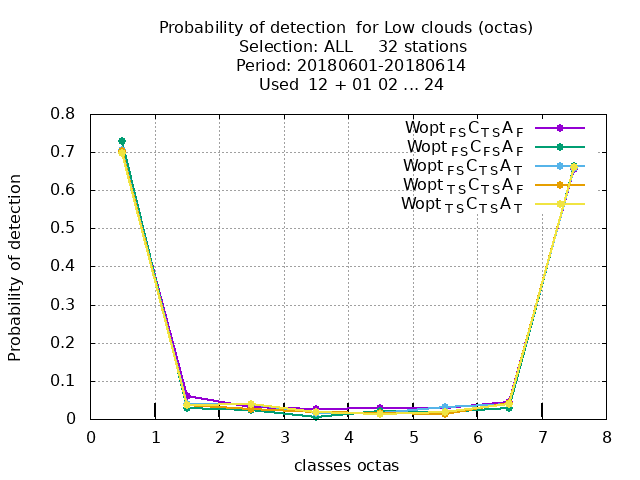 Probability of detection  for Low clouds (octas)
Selection: ALL     32 stations
Period: 20180601-20180614
Used  12 + 01 02 ... 24
Wopt FS C TS A F
Wopt FS C FS A F
Wopt FS C TS A T
Wopt TS C TS A F
Wopt TS C TS A T
Probability of detection
0.8
0.7
0.6
0.5
0.4
0.3
0.2
0.1
0
0 1 2 3 4 5 6 7 8
classes octas